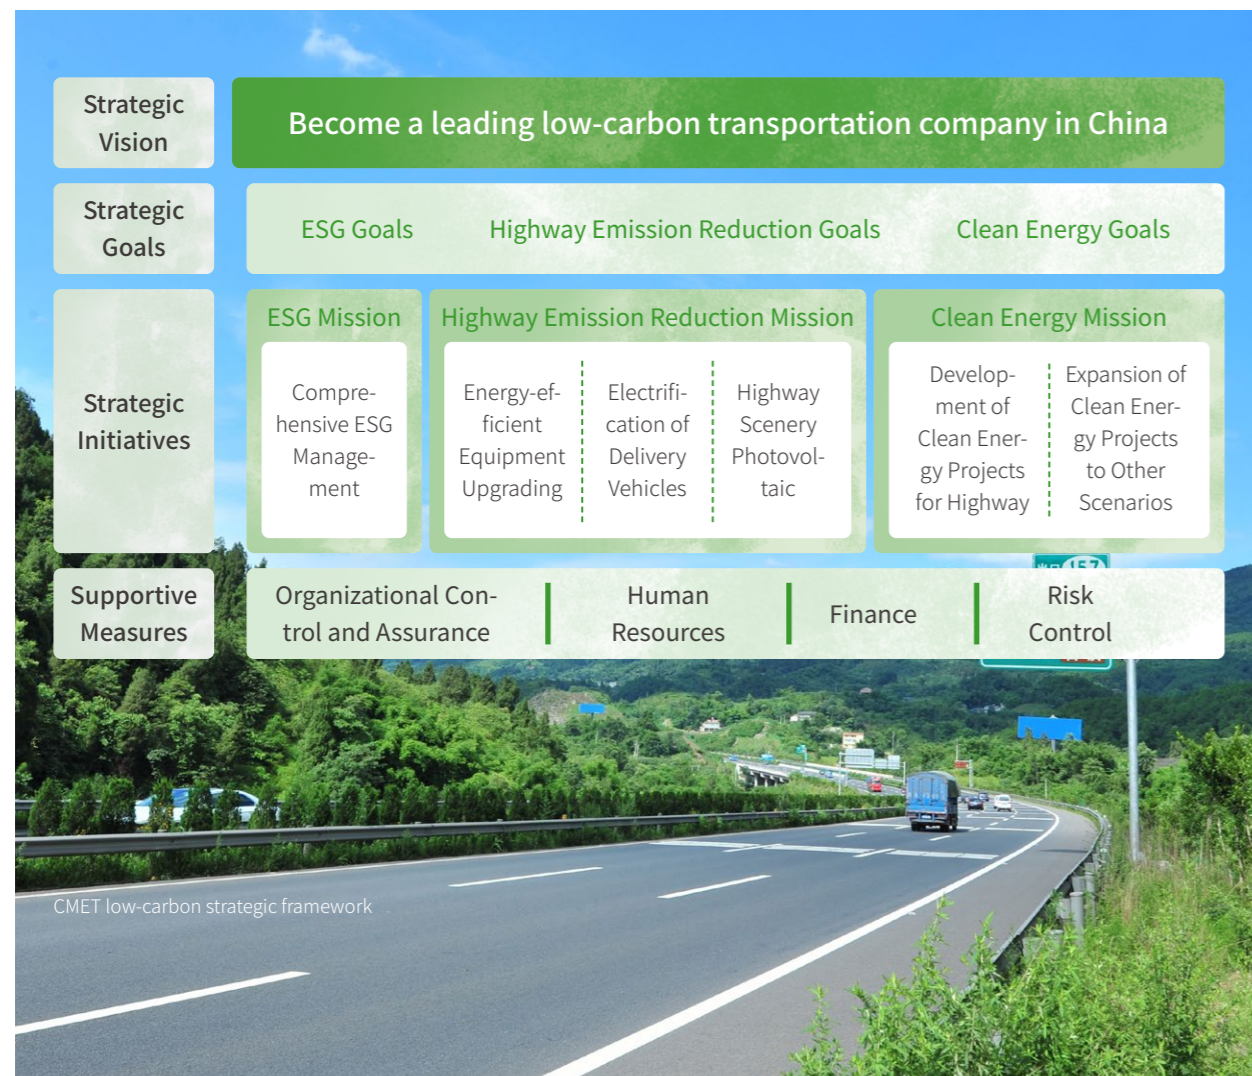 Strategic
Vision
Become a leading low-carbon transportation company in China
Strategic
Goals
ESG Goals
Highway Emission Reduction Goals
Clean Energy Goals
Strategic
Initiatives
ESG Mission
Compre-
hensive ESG
Manage-
ment
Highway Emission Reduction Mission
Energy-ef-
ficient
Equipment
Upgrading
Electrifi-
cation of
Delivery
Vehicles
Highway
Scenery
Photovol-
taic
Clean Energy Mission
Develop-
ment of
Clean Ener-
gy Projects
for Highway
Expansion of
Clean Ener-
gy Projects
to Other
Scenarios
Supportive
Measures
Organizational Con-
trol and Assurance
Human
Resources
Finance
Risk
Control
CMET low-carbon strategic framework